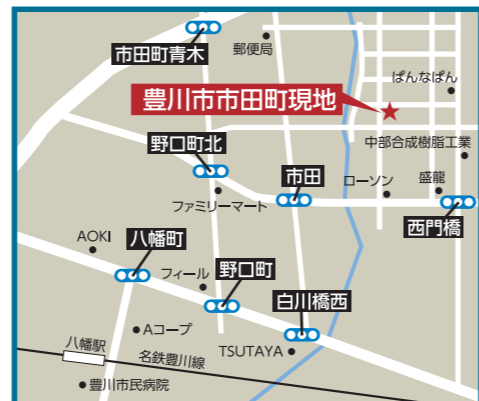 市田町青木
郵便局
ぱんなぱん
豊川市市田町現地
中部合成樹脂工業
野口町北
市田
ローソン
盛龍
ファミリーマート
西門橋
AOKI
八幡町
フィール
野口町
白川橋西
Aコープ
TSUTAYA
八幡駅
名鉄豊川線
豊川市民病院